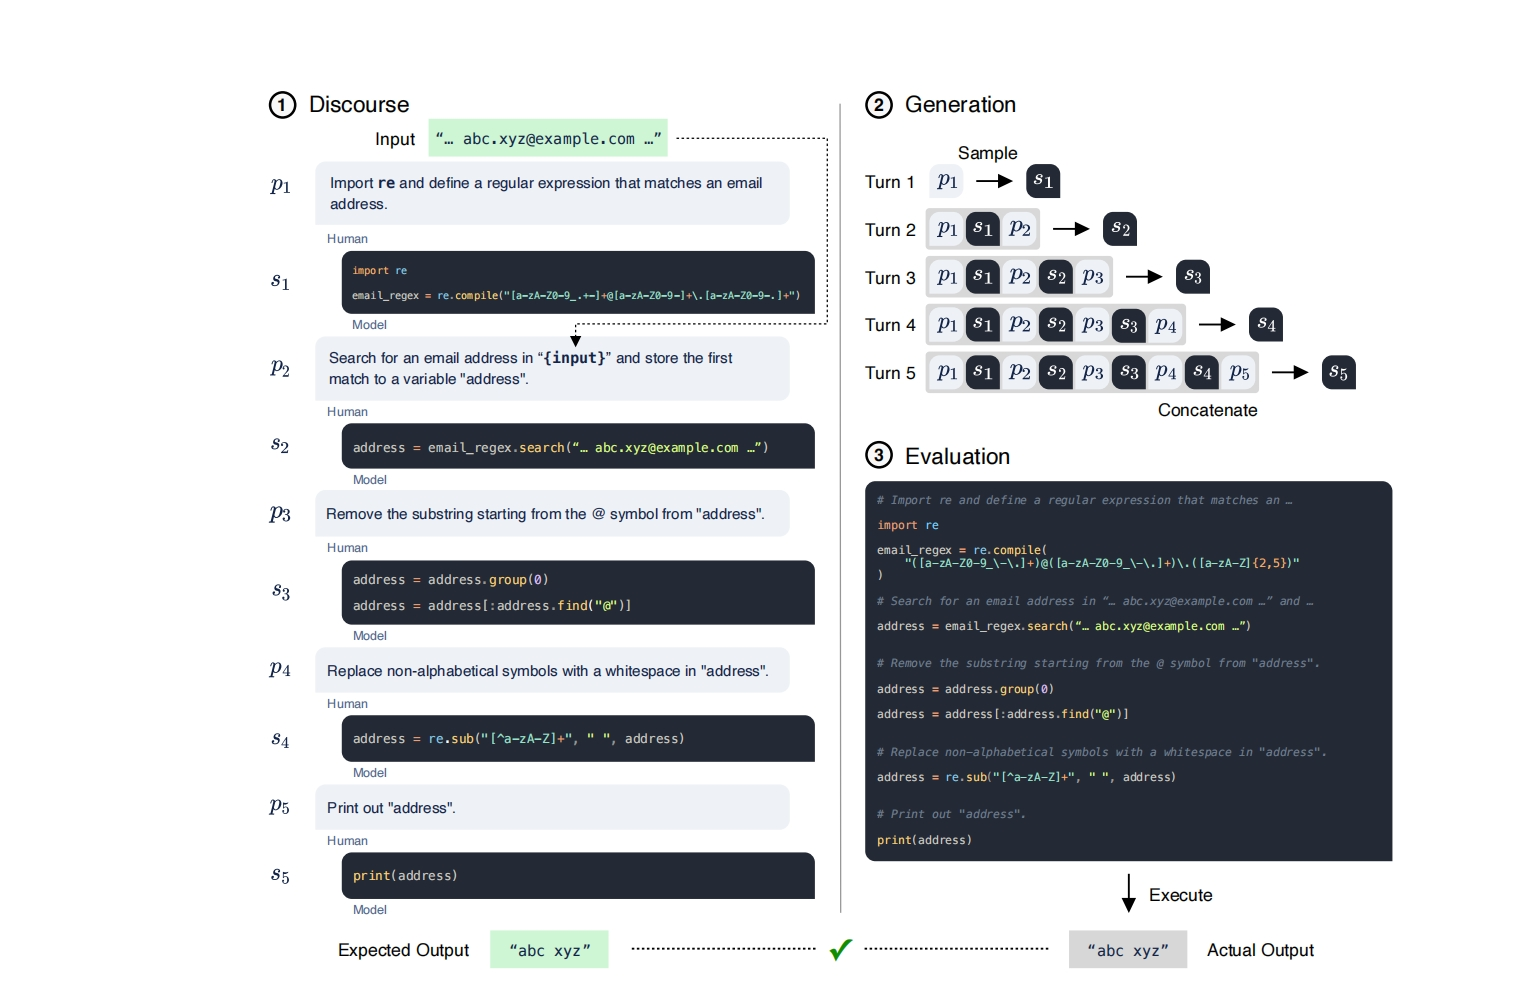 1 Discourse
Input “… abc.xyz@example.com …”
p1 Import re and define a regular expression that matches an email
address.
Human
s1 import re
email_regex = re.compile("[a-zA-Z0-9_.+-]+@[a-zA-Z0-9-]+\.[a-zA-Z0-9-.]+")
Model
p2 Search for an email address in “{input}” and store the first
match to a variable "address".
Human
s2 address = email_regex.search(“… abc.xyz@example.com …”)
Model
p3 Remove the substring starting from the @ symbol from "address".
Human
s3 address = address.group(0)
address = address[:address.find("@")]
Model
p4 Replace non-alphabetical symbols with a whitespace in "address".
Human
s4 address = re.sub("[^a-zA-Z]+", " ", address)
Model
p5 Print out "address".
Human
s5 print(address)
Model
Expected Output “abc xyz”
2 Generation
Sample
Turn 1 p1 s1
Turn 2 p1 s1 p2 s2
Turn 3 p1 s1 p2 s2 p3 s3
Turn 4 p1 s1 p2 s2 p3 s3 p4 s4
Turn 5 p1 s1 p2 s2 p3 s3 p4 s4 p5 s5
Concatenate
3 Evaluation
# Import re and define a regular expression that matches an …
import re
email_regex = re.compile(
"([a-zA-Z0-9_\-\.]+)@([a-zA-Z0-9_\-\.]+)\.([a-zA-Z]{2,5})"
)
# Search for an email address in “… abc.xyz@example.com …” and …
address = email_regex.search(“… abc.xyz@example.com …”)
# Remove the substring starting from the @ symbol from "address".
address = address.group(0)
address = address[:address.find("@")]
# Replace non-alphabetical symbols with a whitespace in "address".
address = re.sub("[^a-zA-Z]+", " ", address)
# Print out "address".
print(address)
Execute
“abc xyz” Actual Output